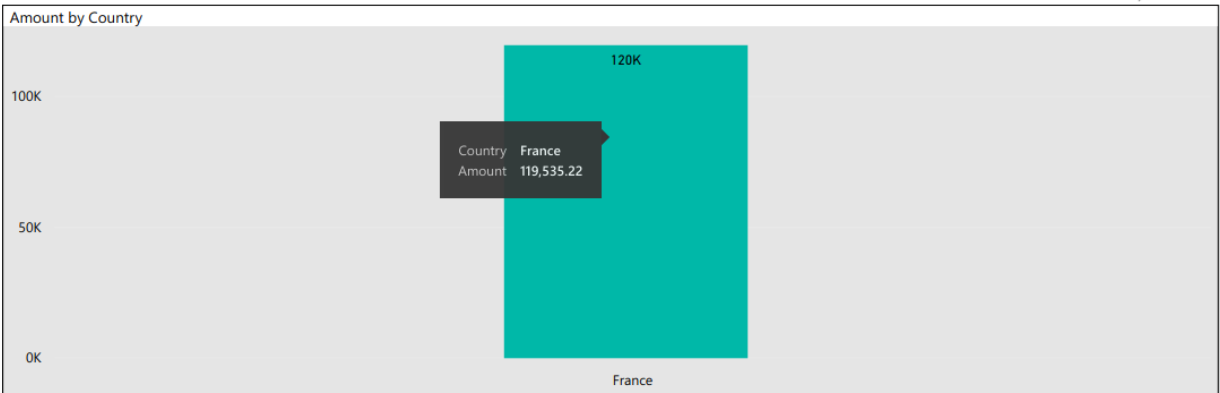 Amount by Country
120K
100K
Country France
Amount 119,535.22
50K
0K
France